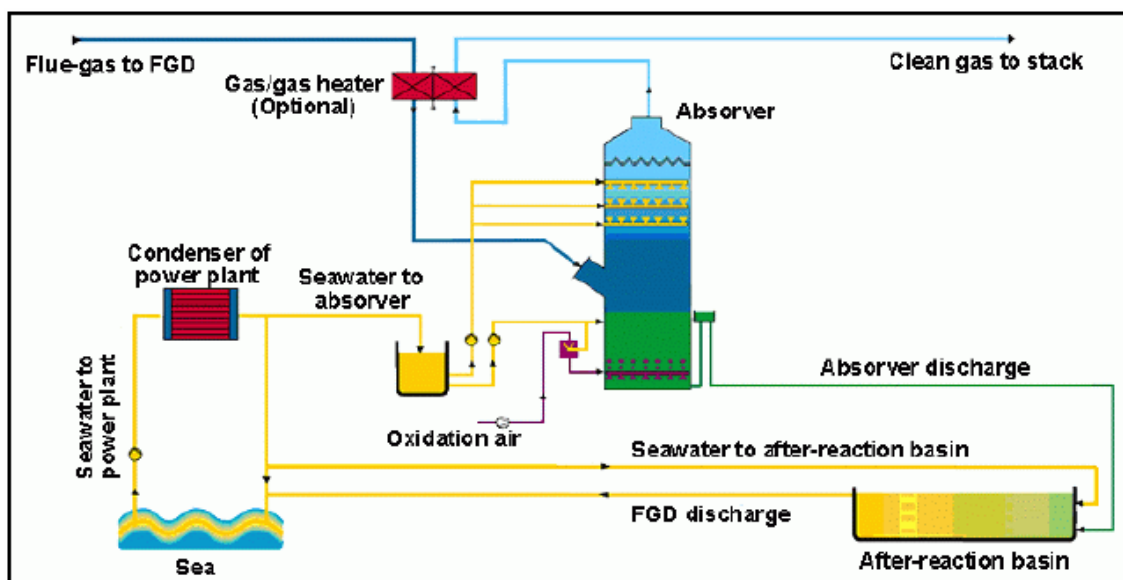 Flue-gas to FGD
Clean gas to stack
Gas/gas heater
(Optional)
Absorver
Condenser of
power plant
Seawater to
absorver
Seawater to
power plant
Absorver discharge
Oxidation air
Seawater to after-reaction basin
FGD discharge
Sea
After-reaction basin